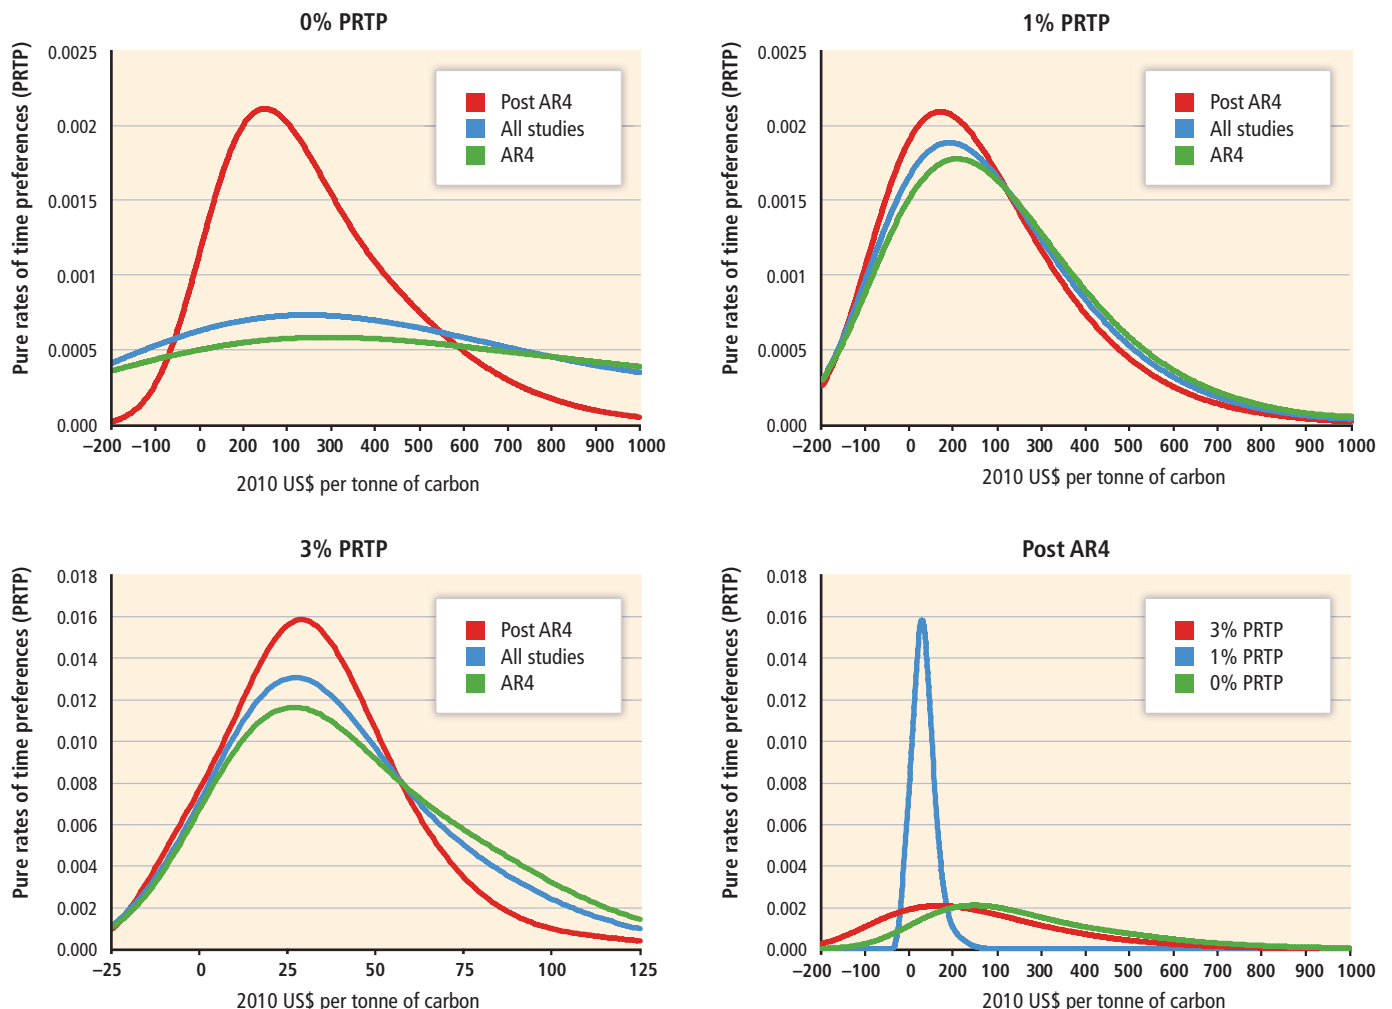 0% PRTP
Pure rates of time preferences (PRTP)
0.0025
0.002
0.0015
0.001
0.0005
0.000
Post AR4
All studies
AR4
−200 −100 0 200 100 300 400 600 700 800 900 1000
2010 US$ per tonne of carbon
1% PRTP
Pure rates of time preferences (PRTP)
0.0025
0.002
0.0015
0.001
0.0005
0.000
Post AR4
All studies
AR4
−200 −100 0 200 100 300 400 500 600 700 800 900 1000
2010 US$ per tonne of carbon
3% PRTP
Pure rates of time preferences (PRTP)
0.018
0.016
0.014
0.012
0.010
0.008
0.006
0.004
0.002
0.000
Post AR4
All studies
AR4
−25 0 25 50 75 100 125
2010 US$ per tonne of carbon
Post AR4
Pure rates of time preferences (PRTP)
0.018
0.016
0.014
0.012
0.010
0.008
0.006
0.004
0.002
0.000
3% PRTP
1% PRTP
0% PRTP
−200 −100 0 200 100 300 400 500 600 700 800 900 1000
2010 US$ per tonne of carbon